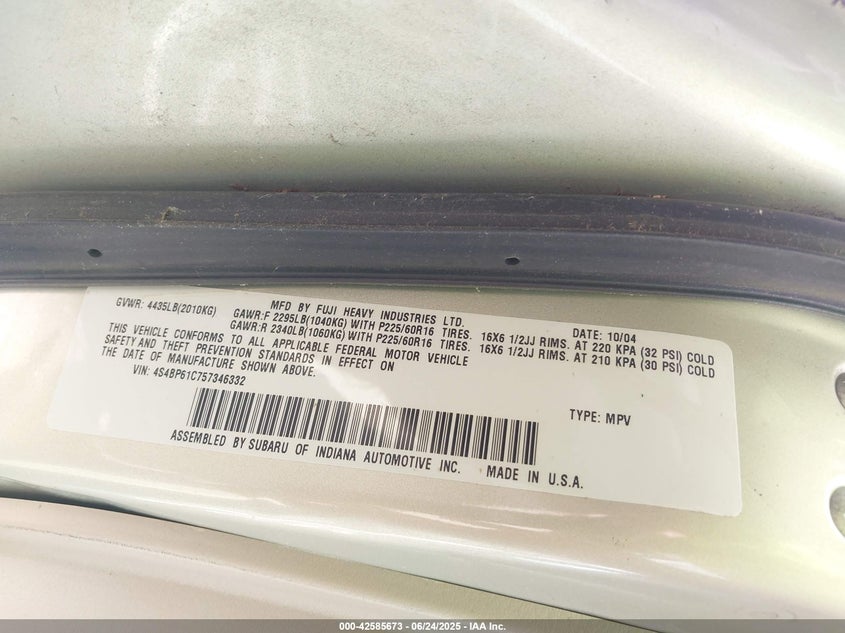 MFD BY FUJI HEAVY INDUSTRIES LTD. DATE: 10/04
GVWR: 4435LB(2010KG) GAWR:F 2295LB(1040KG) WITH P225/60R16 TIRES. 16X6 1/2JJ RIMS. AT 220 KPA (32 PSI) COLD
GAWR:R 2340LB(1060KG) WITH P225/60R16 TIRES. 16X6 1/2JJ RIMS. AT 210 KPA (30 PSI) COLD
THIS VEHICLE CONFORMS TO ALL APPLICABLE FEDERAL MOTOR VEHICLE
SAFETY AND THEFT PREVENTION STANDARDS IN EFFECT ON
THE DATE OF MANUFACTURE SHOWN ABOVE.
VIN: 4S4BP61C757346332 TYPE: MPV
ASSEMBLED BY SUBARU OF INDIANA AUTOMOTIVE INC. MADE IN U.S.A.
000-42585673 - 06/24/2025 - IAA Inc.